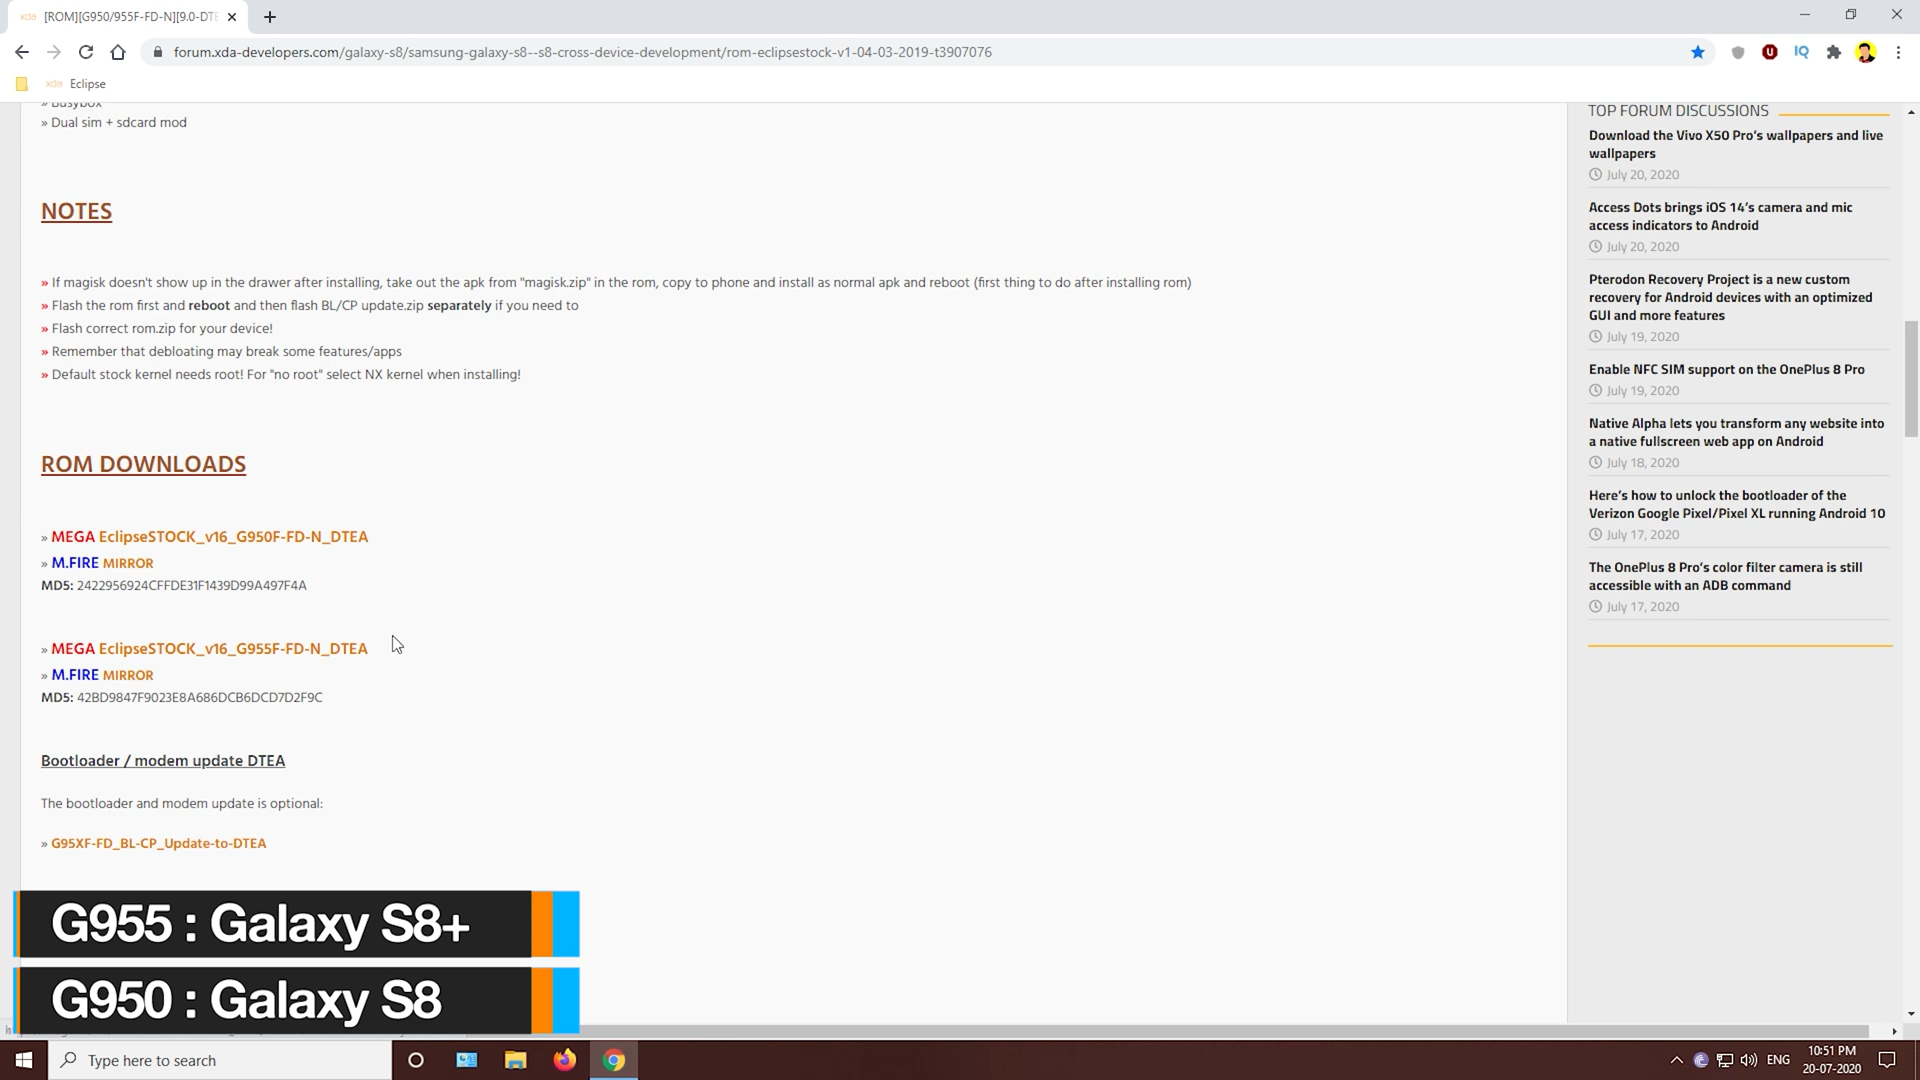 [ROM][G950/955F-FD-N][9.0-DTE
forum.xda-developers.com/galaxy-s8/samsung-galaxy-s8--s8-cross-device-development/rom-eclipsestock-v1-04-03-2019-t3907076
IQ
xda Eclipse
» Busybox
» Dual sim + sdcard mod
NOTES
» If magisk doesn't show up in the drawer after installing, take out the apk from "magisk.zip" in the rom, copy to phone and install as normal apk and reboot (first thing to do after installing rom)
» Flash the rom first and reboot and then flash BL/CP update.zip separately if you need to
» Flash correct rom.zip for your device!
» Remember that debloating may break some features/apps
» Default stock kernel needs root! For "no root" select NX kernel when installing!
ROM DOWNLOADS
» MEGA EclipseSTOCK_v16_G950F-FD-N_DTEA
» M.FIRE MIRROR
MD5: 2422956924CFFDE31F1439D99A497F4A
» MEGA EclipseSTOCK_v16_G955F-FD-N_DTEA
» M.FIRE MIRROR
MD5: 42BD9847F9023E8A686DCB6DCD7D2F9C
Bootloader / modem update DTEA
The bootloader and modem update is optional:
» G95XF-FD_BL-CP_Update-to-DTEA
TOP FORUM DISCUSSIONS
Download the Vivo X50 Pro's wallpapers and live
wallpapers
July 20, 2020
Access Dots brings iOS 14's camera and mic
access indicators to Android
July 20, 2020
Pterodon Recovery Project is a new custom
recovery for Android devices with an optimized
GUI and more features
July 19, 2020
Enable NFC SIM support on the OnePlus 8 Pro
July 19, 2020
Native Alpha lets you transform any website into
a native fullscreen web app on Android
July 18, 2020
Here's how to unlock the bootloader of the
Verizon Google Pixel/Pixel XL running Android 10
July 17, 2020
The OnePlus 8 Pro's color filter camera is still
accessible with an ADB command
July 17, 2020
G955 : Galaxy S8+
G950 : Galaxy S8
Type here to search
ENG
10:51 PM
20-07-2020